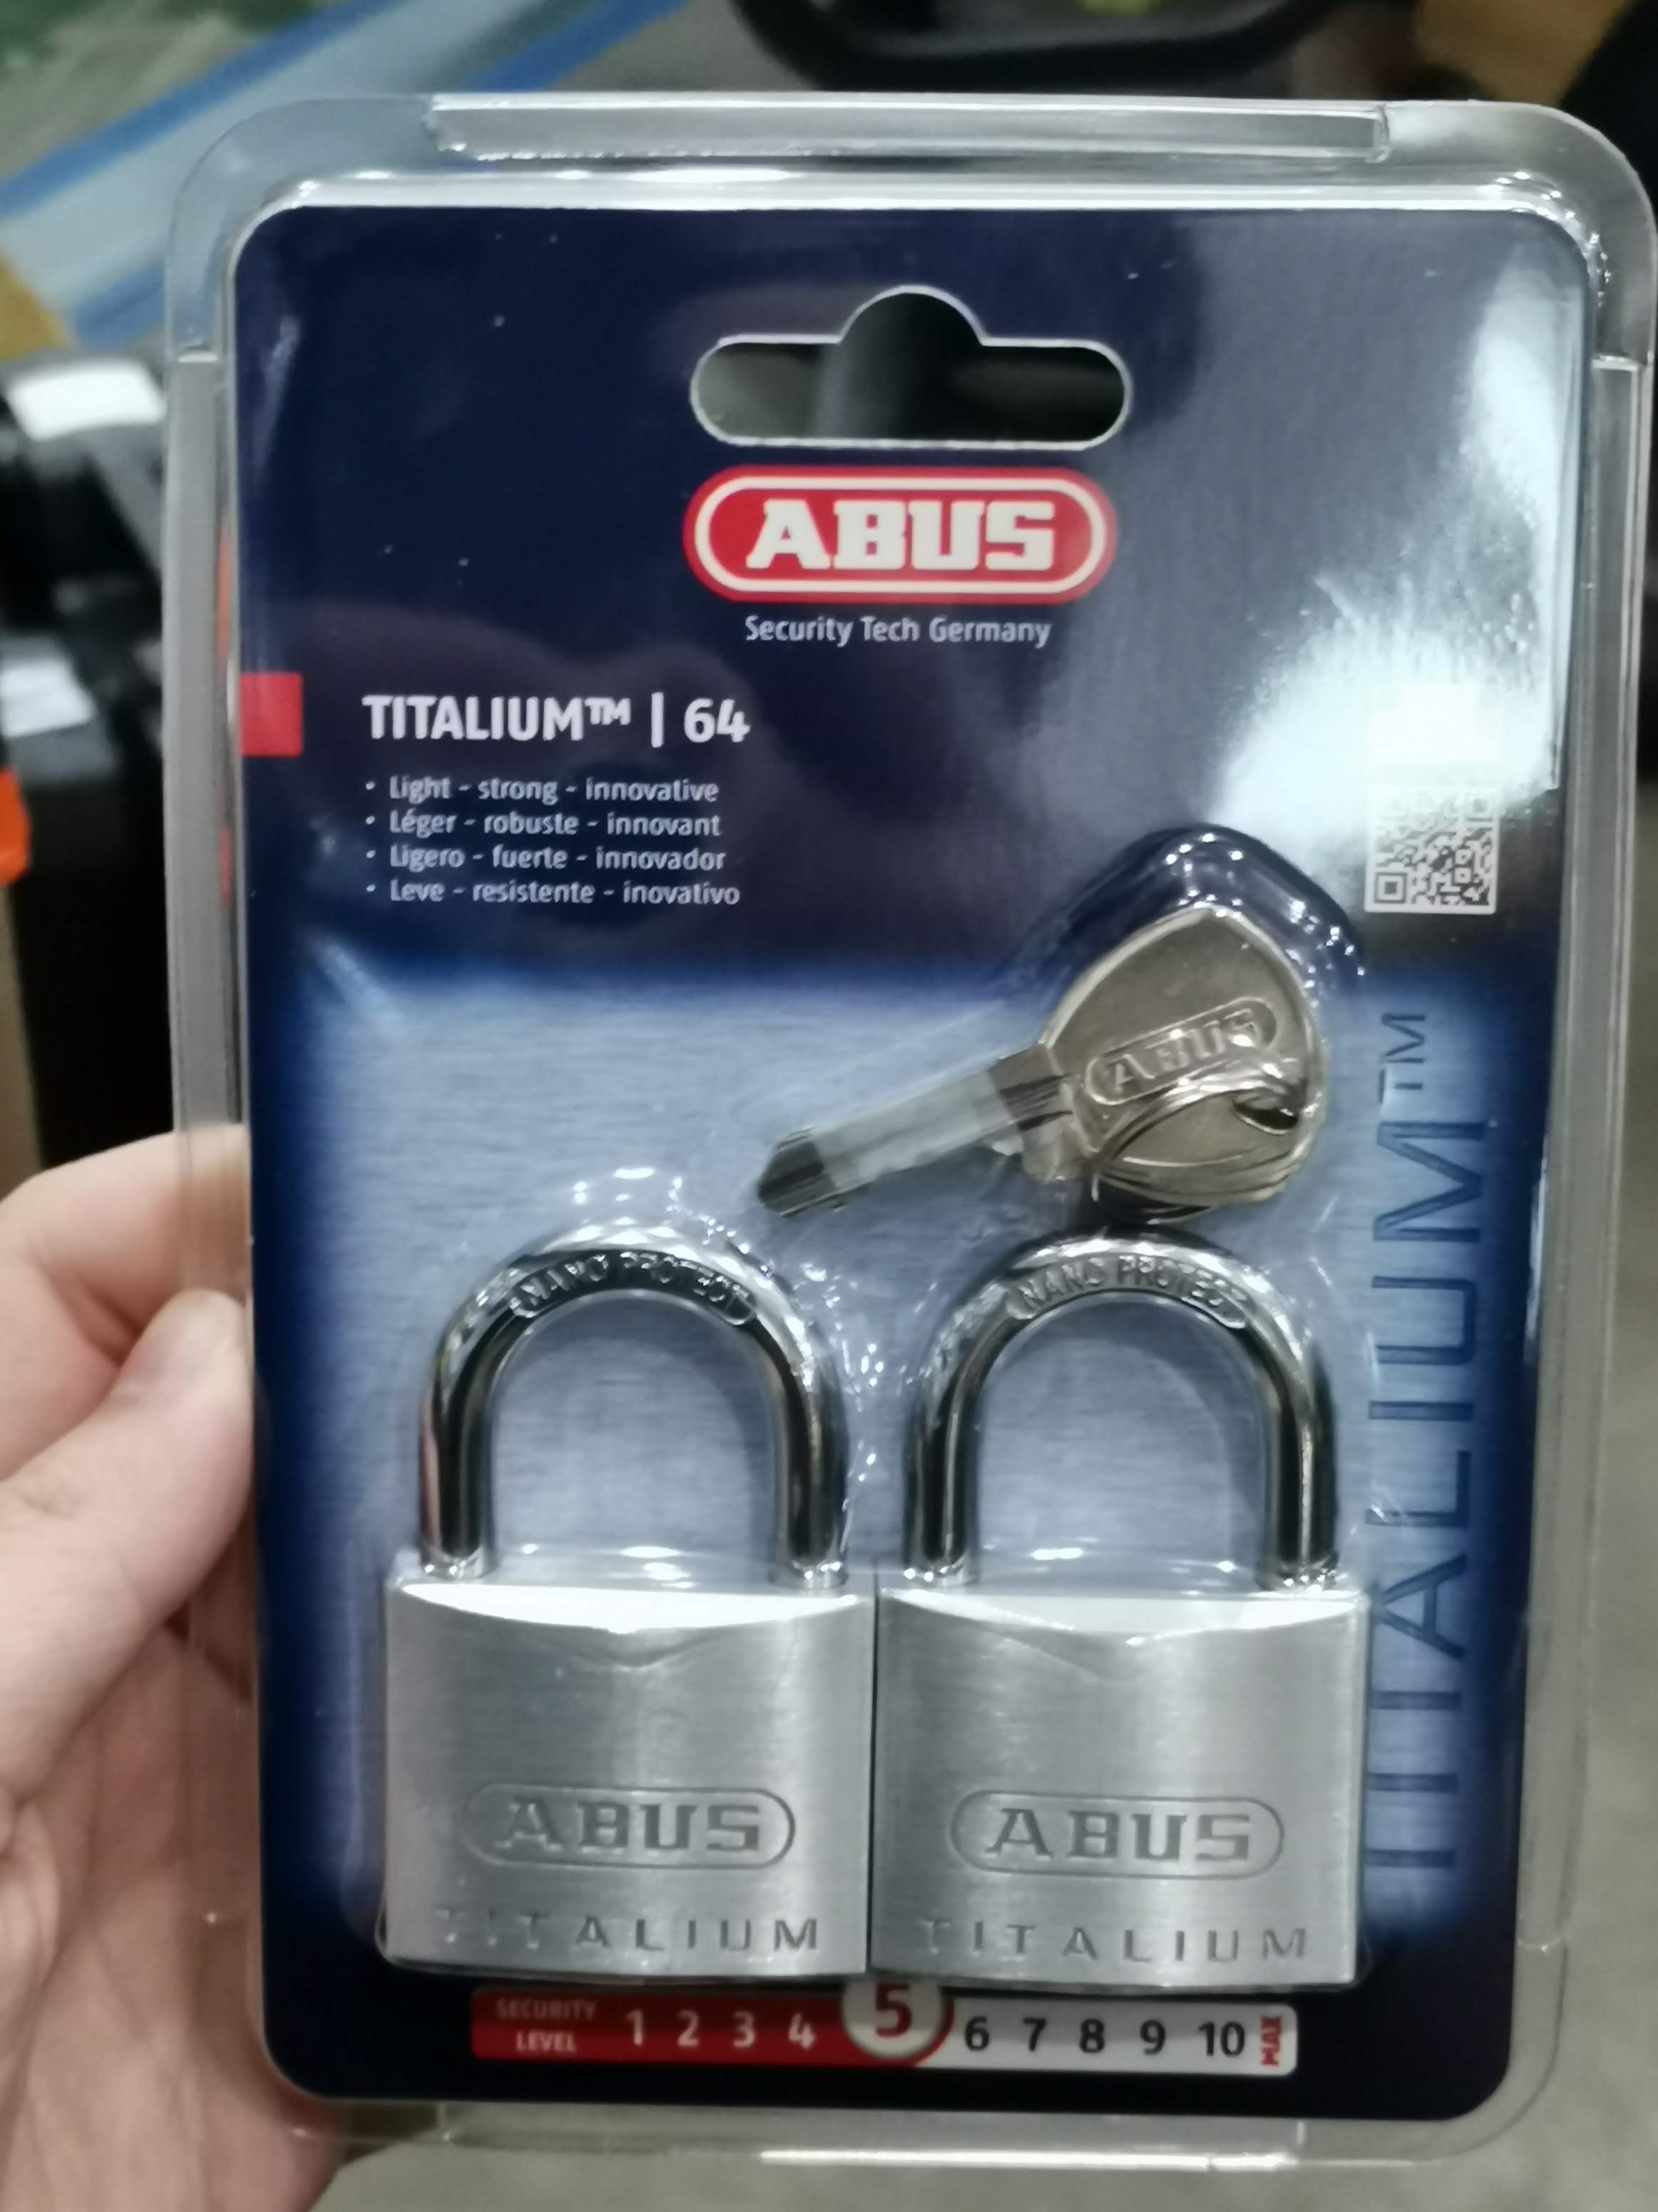 ABUS
Security Tech Germany
TITALIUM™ | 64
• Light - strong - innovative
• Léger - robuste - innovant
• Ligero - fuerte - innovador
• Leve - resistente - inovativo
ABUS
TITALIUM™
NANO PROTECT
NANO PROTECT
ABUS
ABUS
TITALIUM
TITALIUM
SECURITY LEVEL 1 2 3 4 5 6 7 8 9 10 MAX